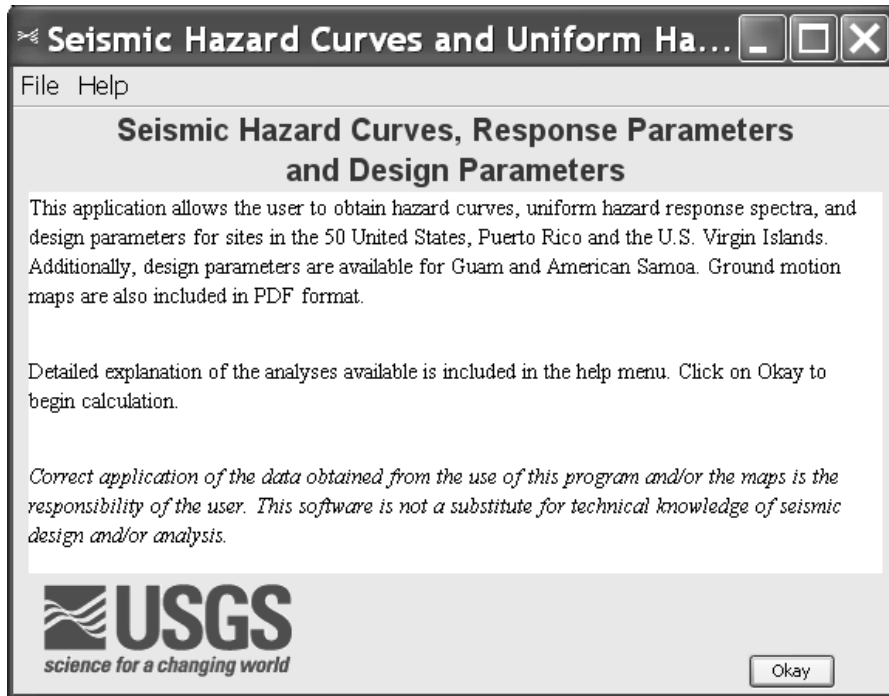 Seismic Hazard Curves and Uniform Ha...
File Help
Seismic Hazard Curves, Response Parameters
and Design Parameters
This application allows the user to obtain hazard curves, uniform hazard response spectra, and
design parameters for sites in the 50 United States, Puerto Rico and the U.S. Virgin Islands.
Additionally, design parameters are available for Guam and American Samoa. Ground motion
maps are also included in PDF format.
Detailed explanation of the analyses available is included in the help menu. Click on Okay to
begin calculation.
Correct application of the data obtained from the use of this program and/or the maps is the
responsibility of the user. This software is not a substitute for technical knowledge of seismic
design and/or analysis.
USGS
science for a changing world
Okay